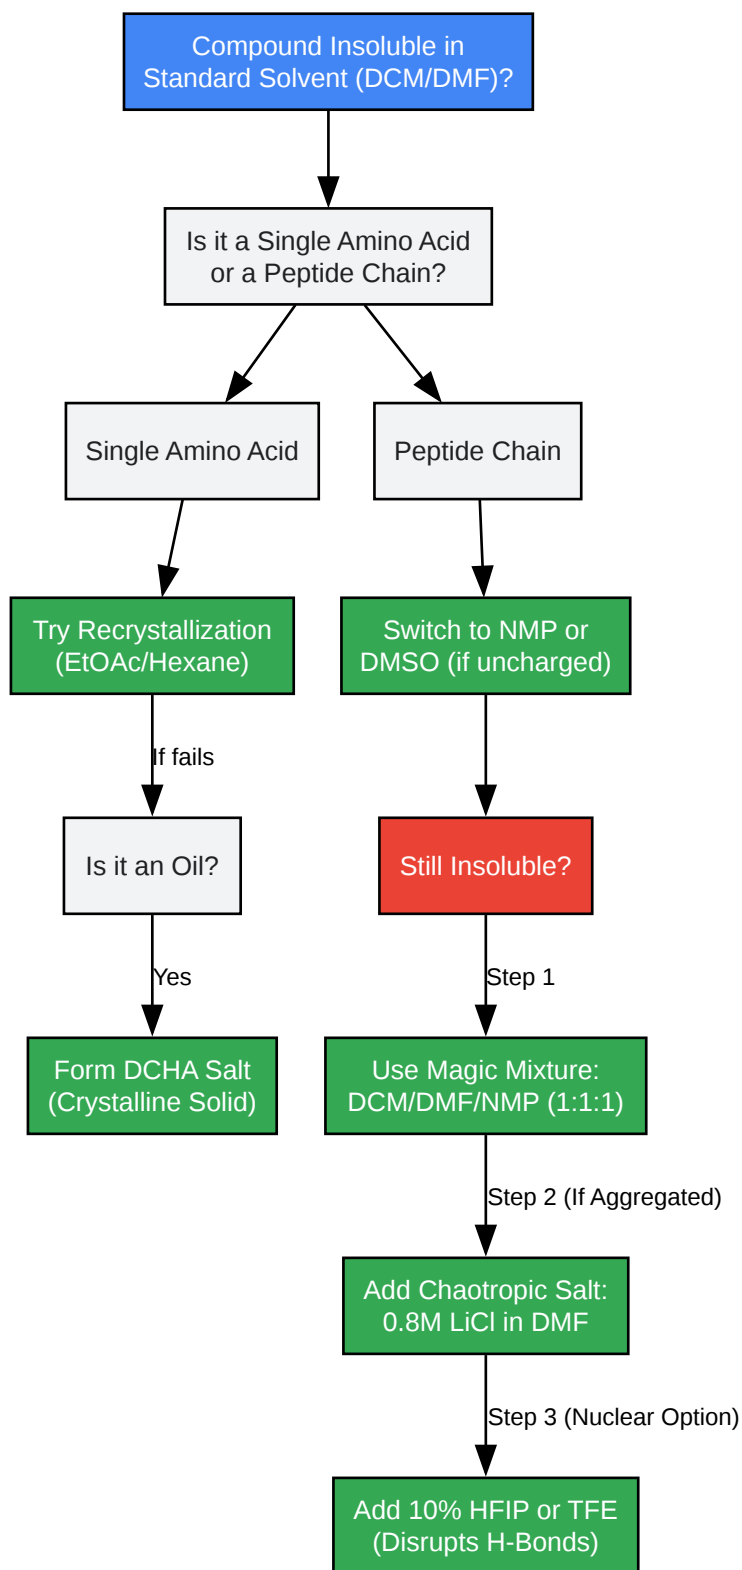 Compound Insoluble in
Standard Solvent (DCM/DMF)?
Is it a Single Amino Acid
or a Peptide Chain?
Single Amino Acid
Peptide Chain
Try Recrystallization
(EtOAc/Hexane)
Switch to NMP or
DMSO (if uncharged)
If fails
Is it an Oil?
Still Insoluble?
Yes
Step 1
Form DCHA Salt
(Crystalline Solid)
Use Magic Mixture:
DCM/DMF/NMP (1:1:1)
Step 2 (If Aggregated)
Add Chaotropic Salt:
0.8M LiCl in DMF
Step 3 (Nuclear Option)
Add 10% HFIP or TFE
(Disrupts H-Bonds)